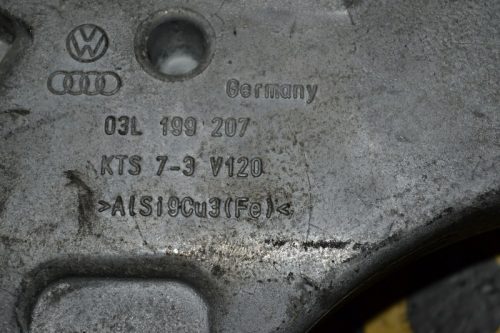 Germany
03L 199 207
KTS 7-3 V120
>AlSi9Cu3(Fe)<